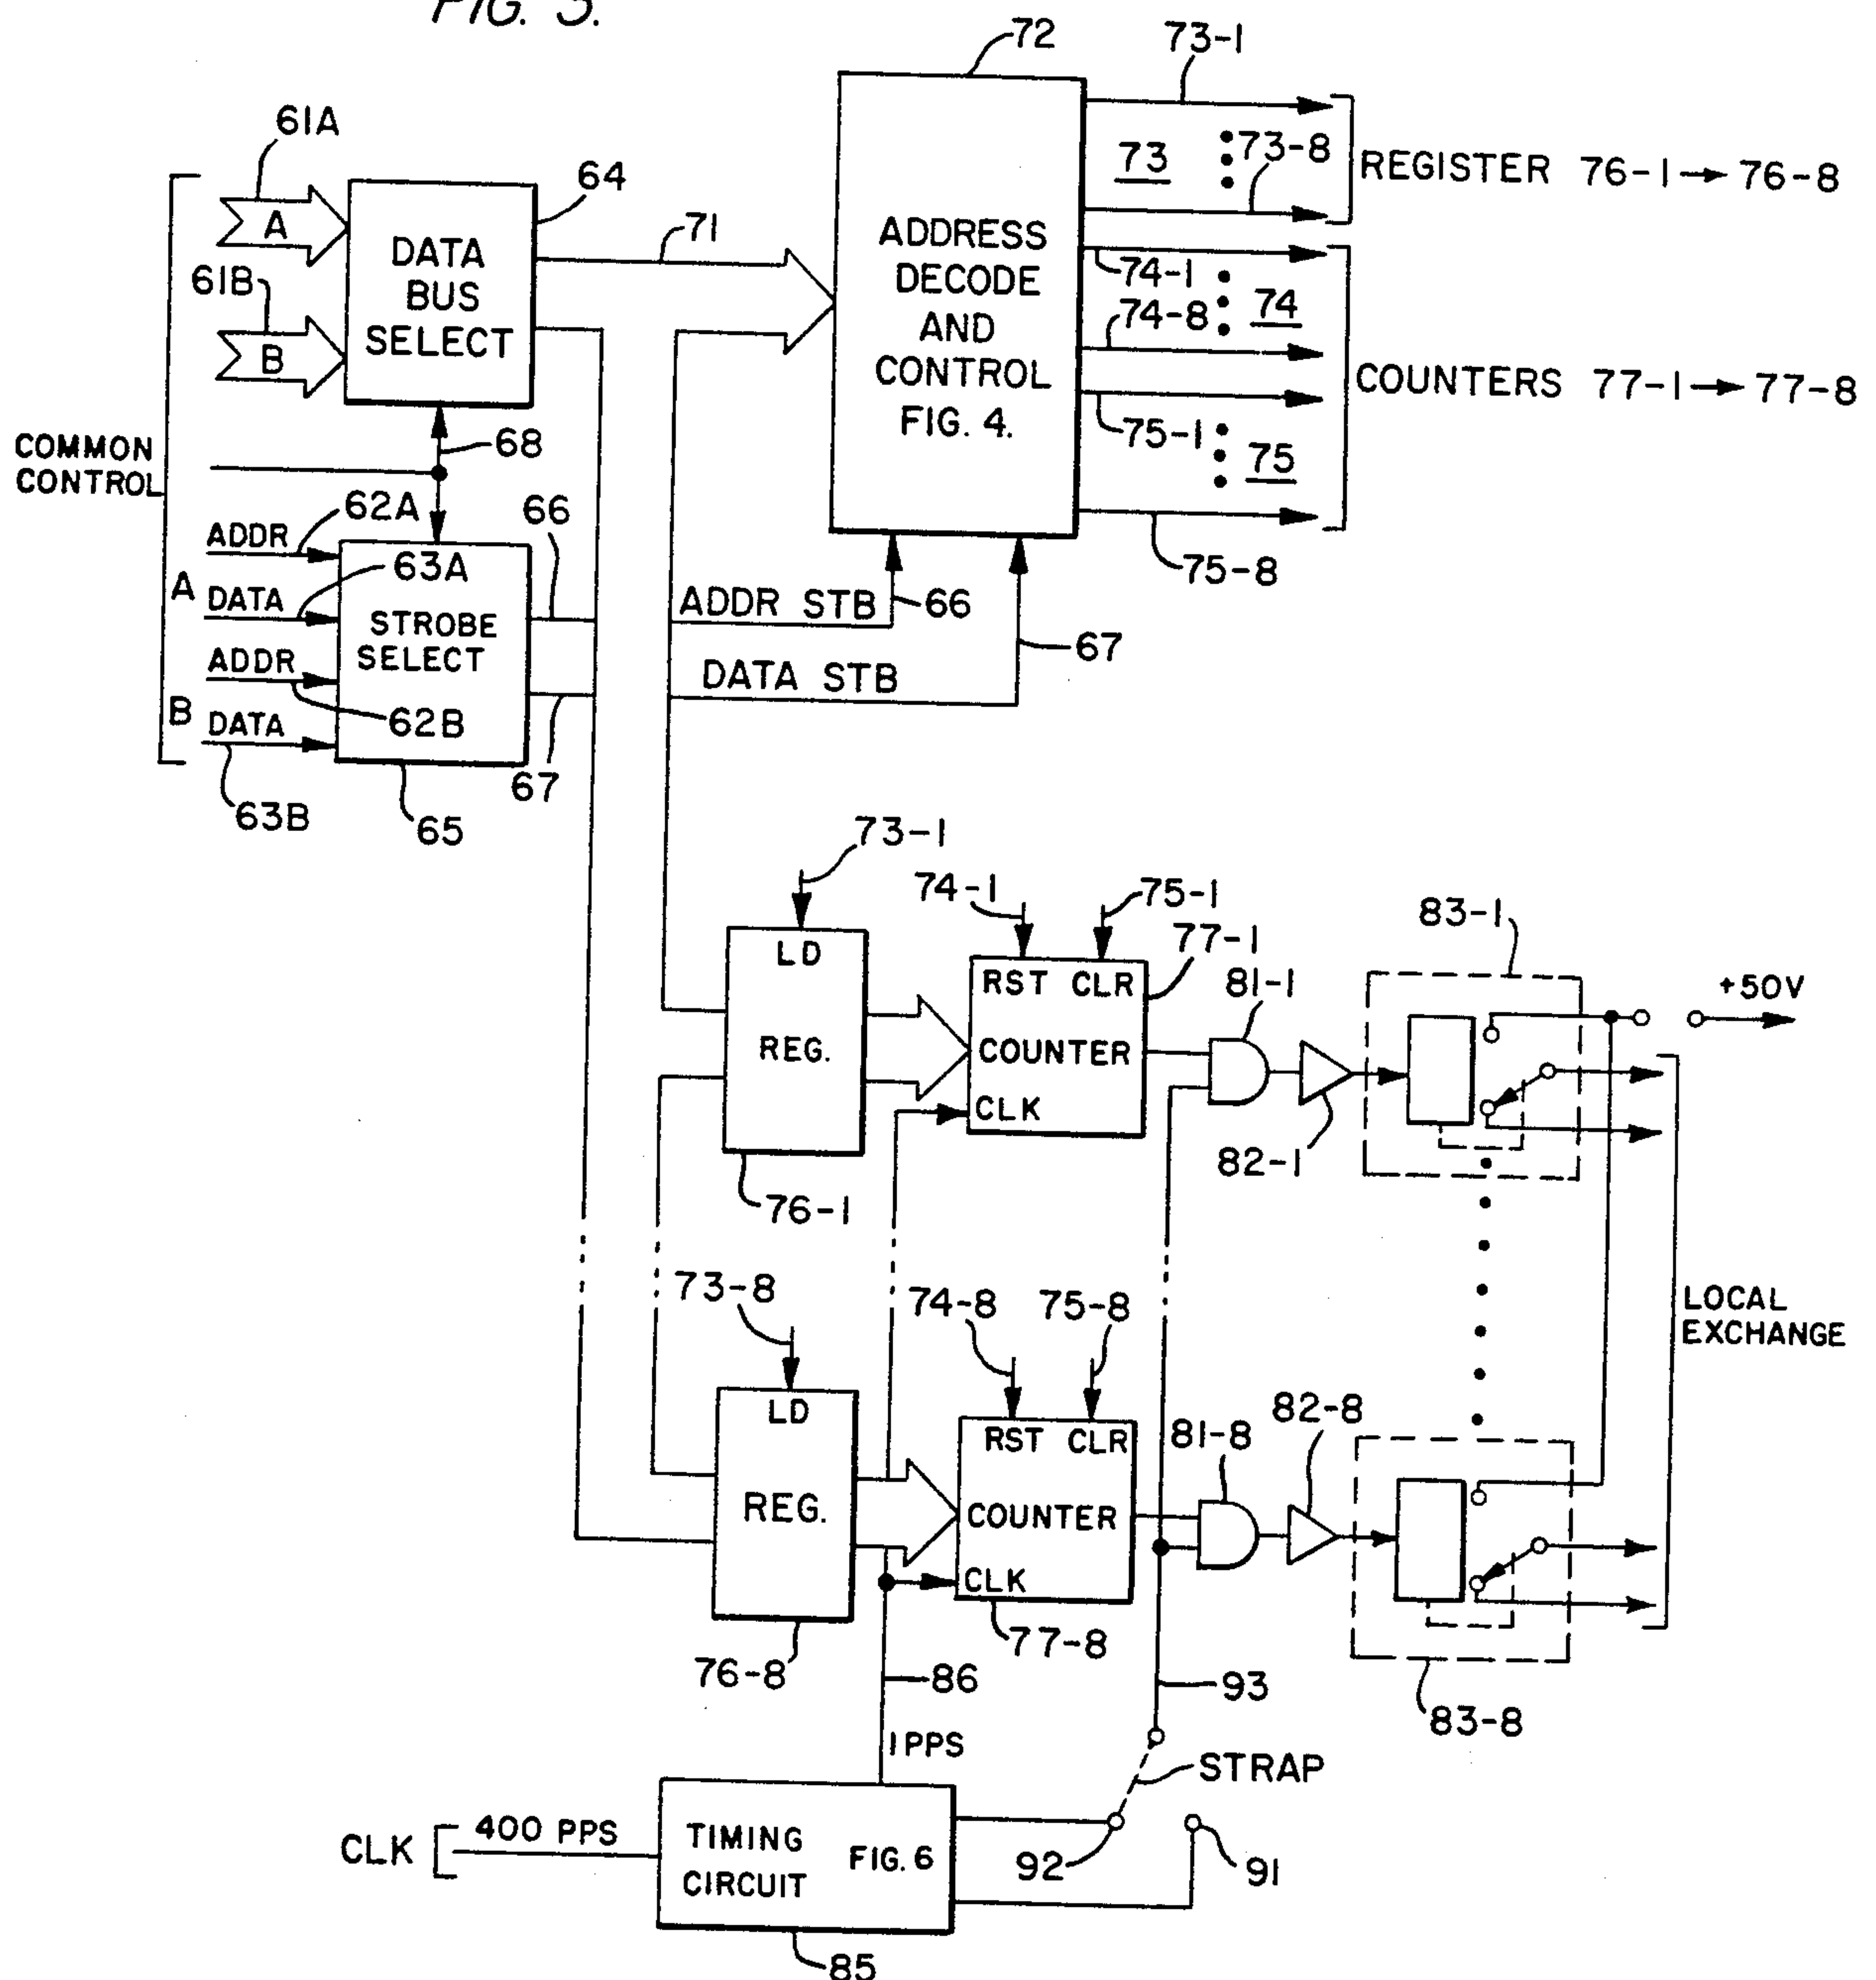 FIG. 3.
72
73-1
61A
64
71
73
73-8
REGISTER 76-1 → 76-8
A
DATA
BUS
SELECT
ADDRESS
DECODE
AND
CONTROL
FIG. 4.
61B
B
74-1
74
74-8
COUNTERS 77-1 → 77-8
75-1
75
75-8
COMMON
CONTROL
68
ADDR
62A
66
A
DATA
63A
STROBE
SELECT
ADDR
62B
B
DATA
63B
65
67
ADDR STB
66
DATA STB
67
73-1
74-1
75-1
77-1
83-1
LD
REG.
RST CLR
COUNTER
CLK
81-1
+50V
82-1
76-1
73-8
74-8
75-8
LOCAL
EXCHANGE
LD
REG.
RST CLR
COUNTER
CLK
81-8
82-8
76-8
77-8
86
93
83-8
1 PPS
STRAP
CLK
400 PPS
TIMING
CIRCUIT
FIG. 6
92
91
85